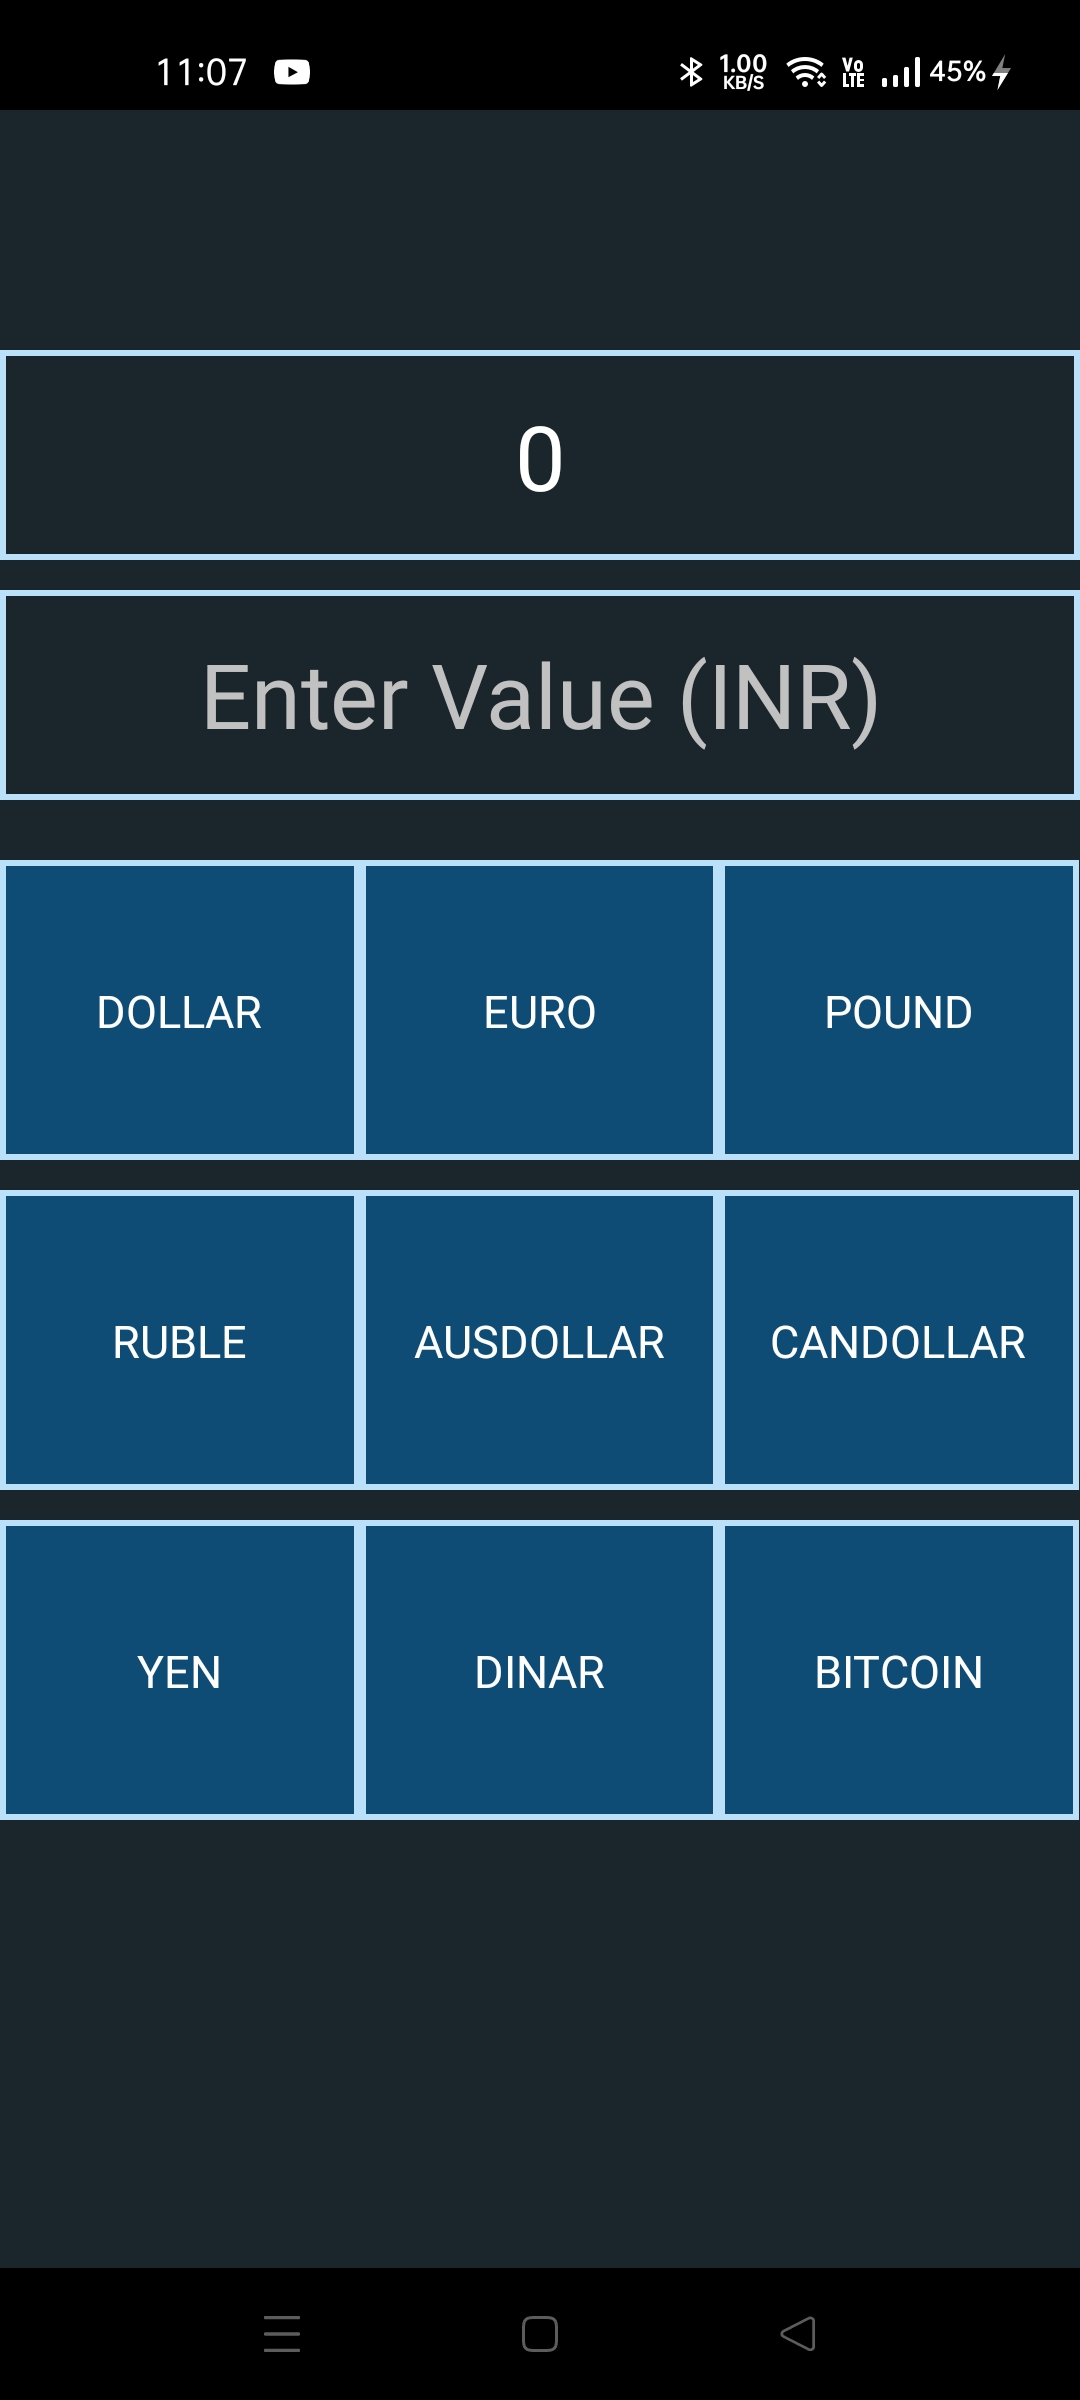 11:07 1.00 KB/S Vo LTE 45%
0
Enter Value (INR)
DOLLAR EURO POUND
RUBLE AUSDOLLAR CANDOLLAR
YEN DINAR BITCOIN